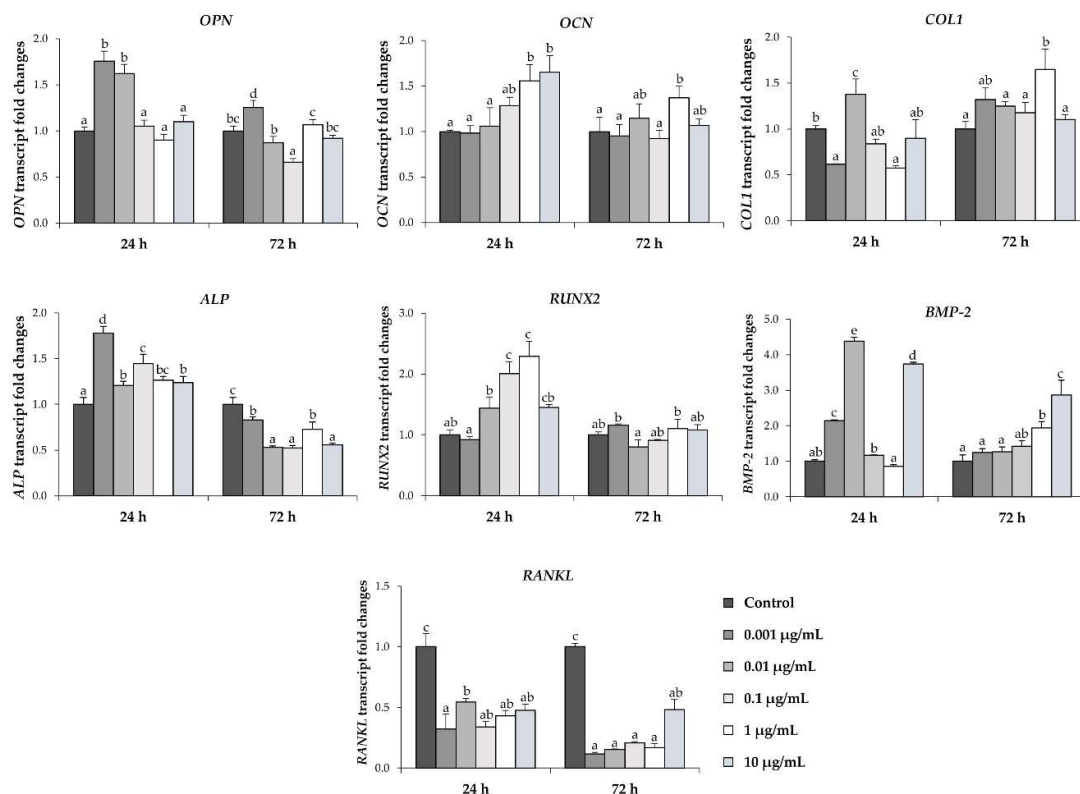 OPN
OPN transcript fold changes
2.0
1.5
1.0
0.5
0.0
a b b a a a
bc d b a c bc
24 h 72 h
OCN
OCN transcript fold changes
2.0
1.5
1.0
0.5
0.0
a a a ab b b
a a ab a b ab
24 h 72 h
COL1
COL1 transcript fold changes
2.0
1.5
1.0
0.5
0.0
b a c ab a ab
a ab a a b a
24 h 72 h
ALP
ALP transcript fold changes
2.0
1.5
1.0
0.5
0.0
a d b c bc b
c b a a b a
24 h 72 h
RUNX2
RUNX2 transcript fold changes
3.0
2.0
1.0
0.0
ab a b c c cb
ab b a ab b ab
24 h 72 h
BMP-2
BMP-2 transcript fold changes
5.0
4.0
3.0
2.0
1.0
0.0
ab c e b a d
a a a ab b c
24 h 72 h
RANKL
RANKL transcript fold changes
1.5
1.0
0.5
0.0
c a b ab ab ab
c a a a a ab
24 h 72 h
Control
0.001 µg/mL
0.01 µg/mL
0.1 µg/mL
1 µg/mL
10 µg/mL